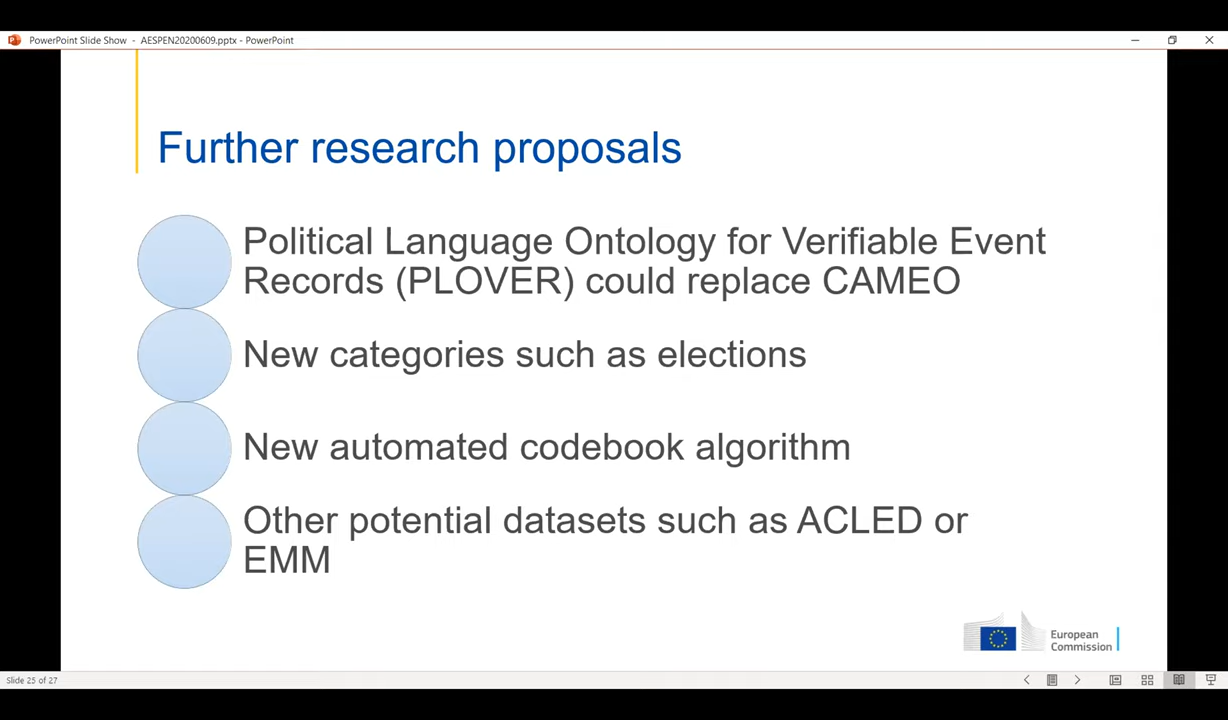 PowerPoint Slide Show - AESPEN20200609.pptx - PowerPoint
Further research proposals
Political Language Ontology for Verifiable Event
Records (PLOVER) could replace CAMEO
New categories such as elections
New automated codebook algorithm
Other potential datasets such as ACLED or
EMM
European
Commission
Slide 25 of 27